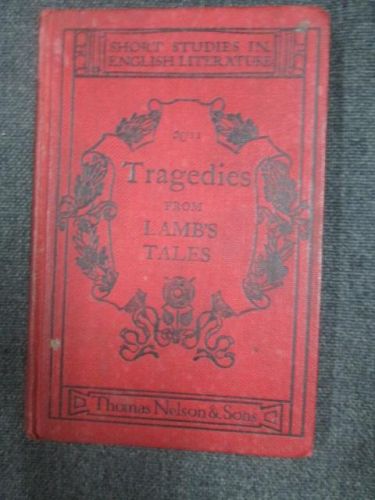 SHORT STUDIES IN
ENGLISH LITERATURE
Tragedies
FROM
LAMB'S
TALES
Thomas Nelson & Sons